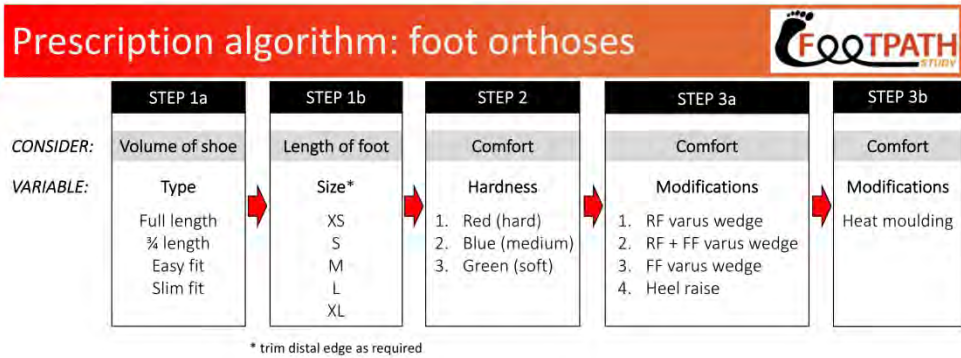 Prescription algorithm: foot orthoses
FOOTPATH
STUDY
STEP 1a
STEP 1b
STEP 2
STEP 3a
STEP 3b
CONSIDER:
Volume of shoe
Length of foot
Comfort
Comfort
Comfort
VARIABLE:
Type
Full length
¾ length
Easy fit
Slim fit
Size*
XS
S
M
L
XL
Hardness
1. Red (hard)
2. Blue (medium)
3. Green (soft)
Modifications
1. RF varus wedge
2. RF + FF varus wedge
3. FF varus wedge
4. Heel raise
Modifications
Heat moulding
* trim distal edge as required